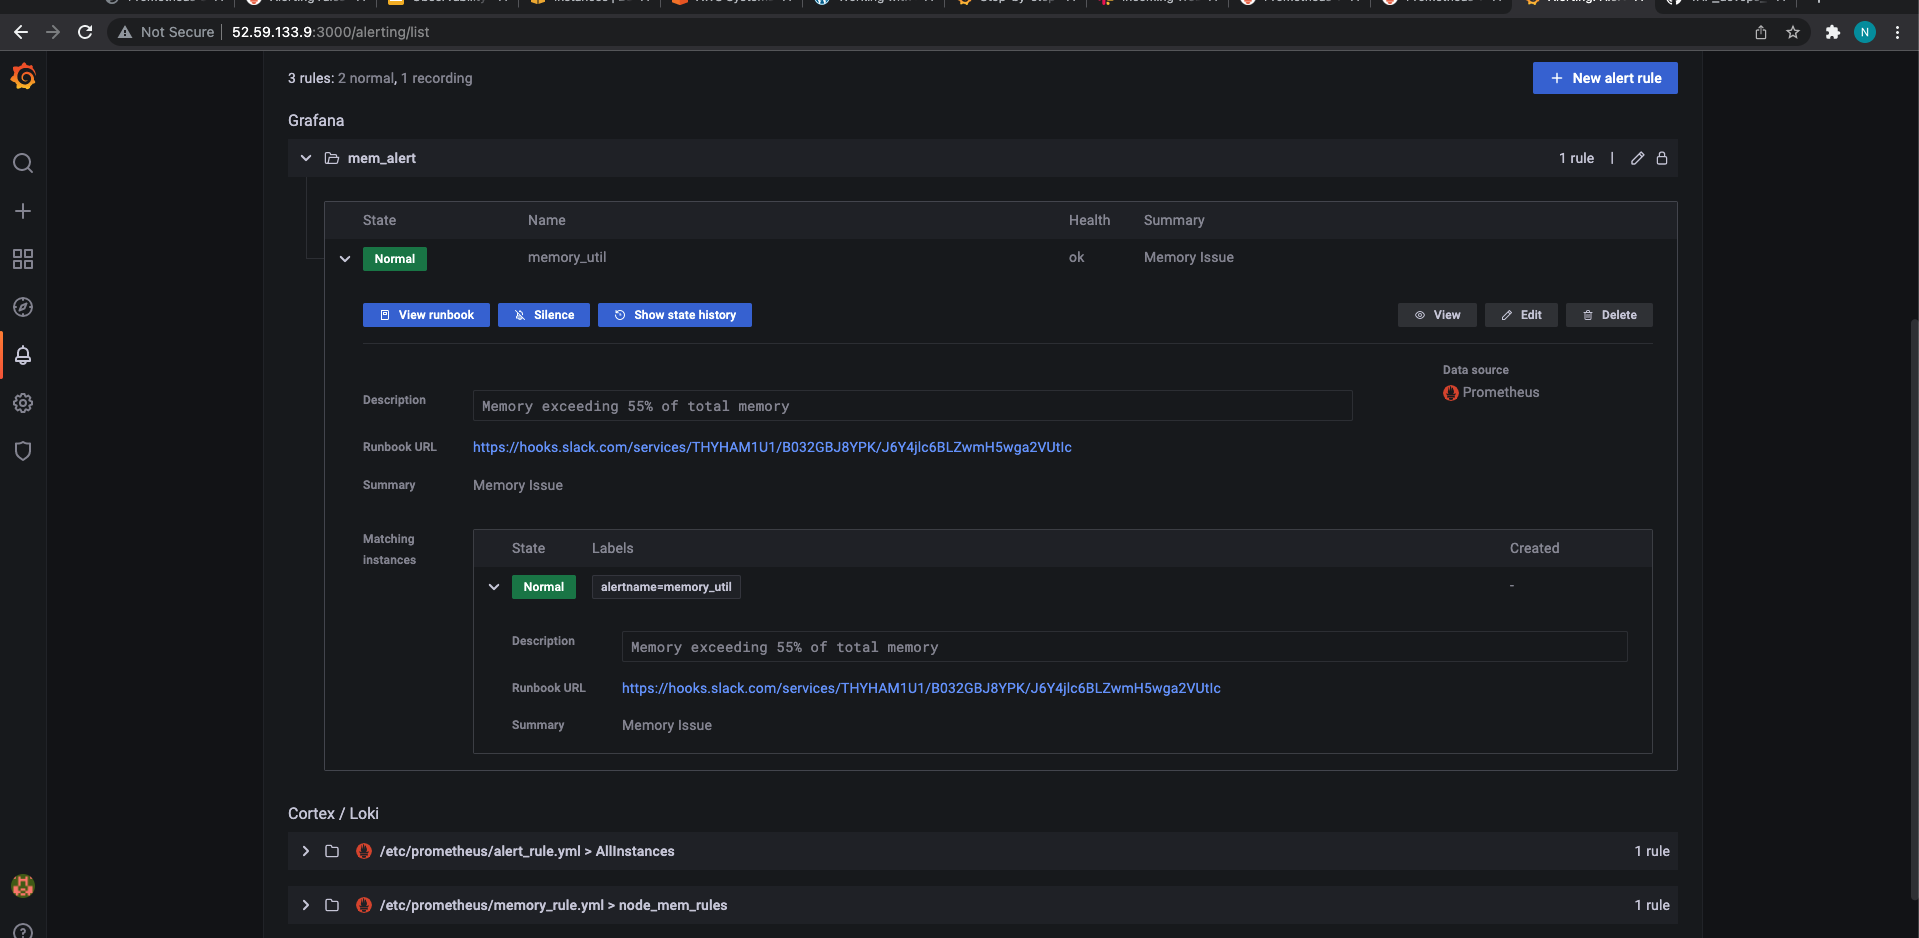 Not Secure
52.59.133.9:3000/alerting/list
N
3 rules: 2 normal, 1 recording
New alert rule
Grafana
mem_alert
1 rule
State Name Health Summary
Normal memory_util ok Memory Issue
View runbook Silence Show state history View Edit Delete
Data source
Prometheus
Description Memory exceeding 55% of total memory
Runbook URL https://hooks.slack.com/services/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
Summary Memory Issue
Matching instances
State Labels Created
Normal alertname=memory_util -
Description Memory exceeding 55% of total memory
Runbook URL https://hooks.slack.com/services/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
Summary Memory Issue
Cortex / Loki
/etc/prometheus/alert_rule.yml > AllInstances 1 rule
/etc/prometheus/memory_rule.yml > node_mem_rules 1 rule